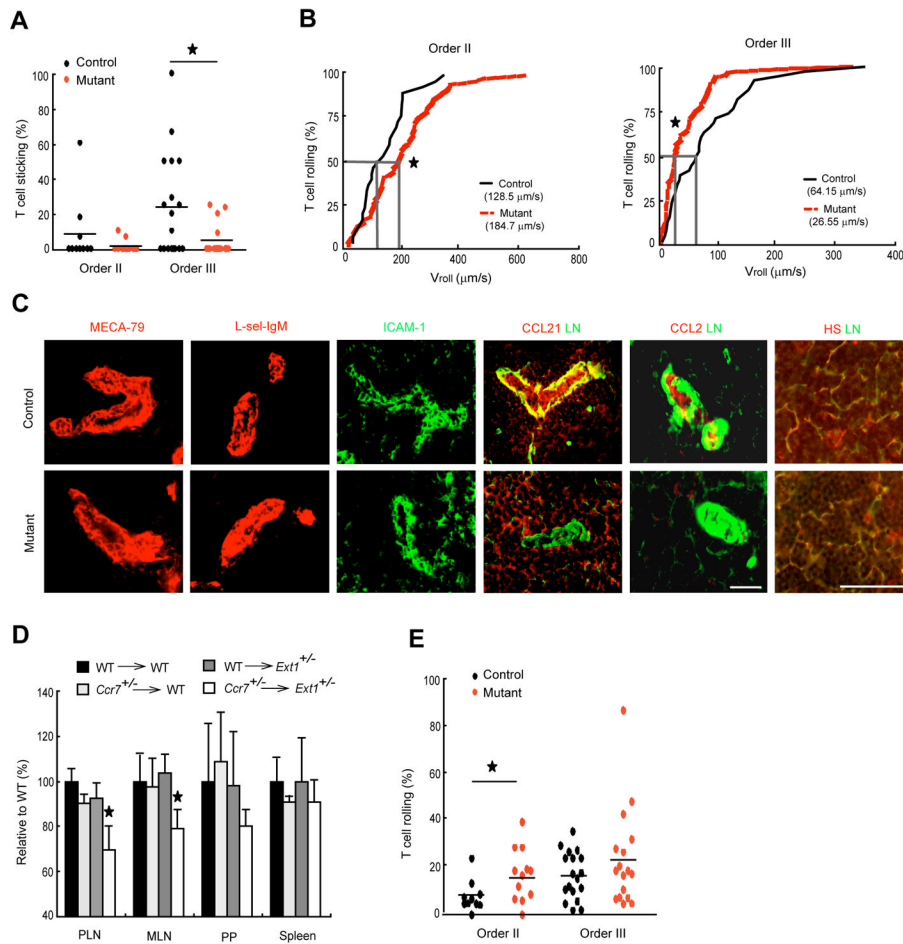 A
Control
Mutant
★
T cell sticking (%)
100
80
60
40
20
0
Order II
Order III
B
Order II
T cell rolling (%)
100
75
50
25
0
★
Control
(128.5 μm/s)
Mutant
(184.7 μm/s)
0
200
400
600
800
Vroll (μm/s)
Order III
T cell rolling (%)
100
75
50
25
0
★
Control
(64.15 μm/s)
Mutant
(26.55 μm/s)
0
100
200
300
400
Vroll (μm/s)
C
MECA-79
L-sel-IgM
ICAM-1
CCL21 LN
CCL2 LN
HS LN
Control
Mutant
D
WT → WT
WT → Ext1+/-
Ccr7+/- → WT
Ccr7+/- → Ext1+/-
Relative to WT (%)
140
120
100
80
60
40
★
★
PLN
MLN
PP
Spleen
E
Control
Mutant
★
T cell rolling (%)
100
80
60
40
20
0
Order II
Order III